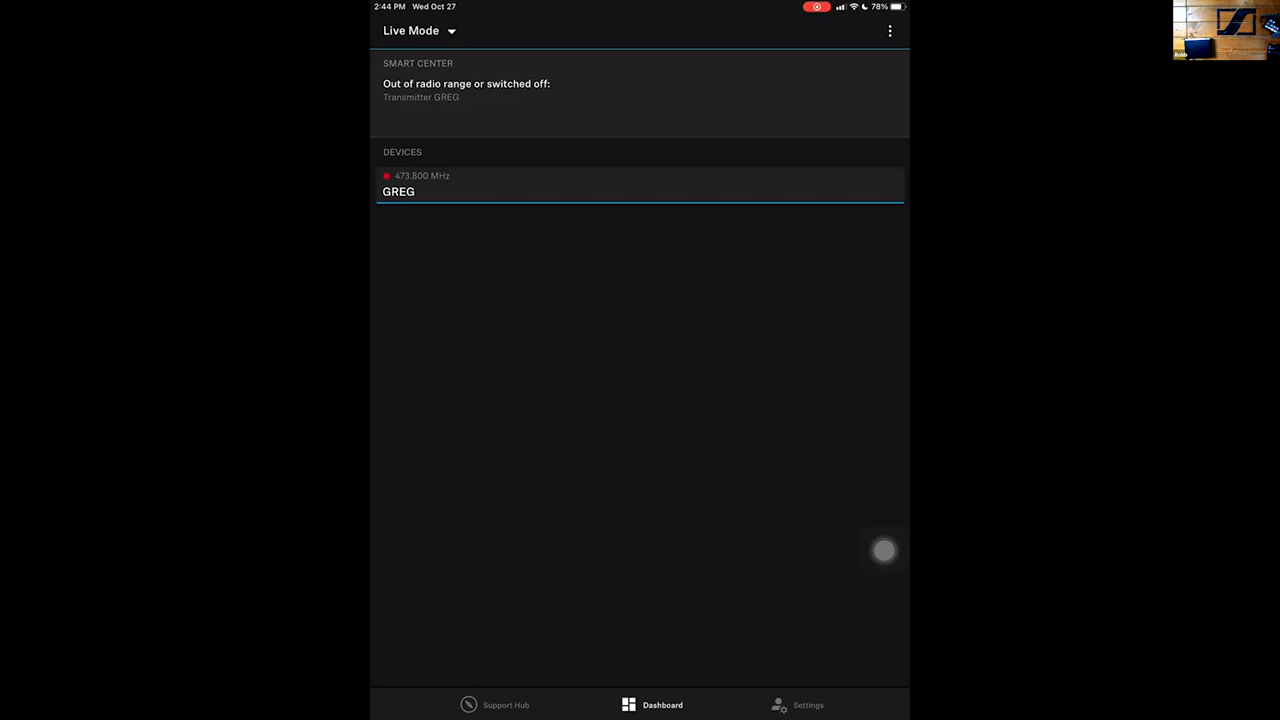 2:44 PM Wed Oct 27
78%
Live Mode
SMART CENTER
Out of radio range or switched off:
Transmitter GREG
DEVICES
473.800 MHz
GREG
Support Hub
Dashboard
Settings